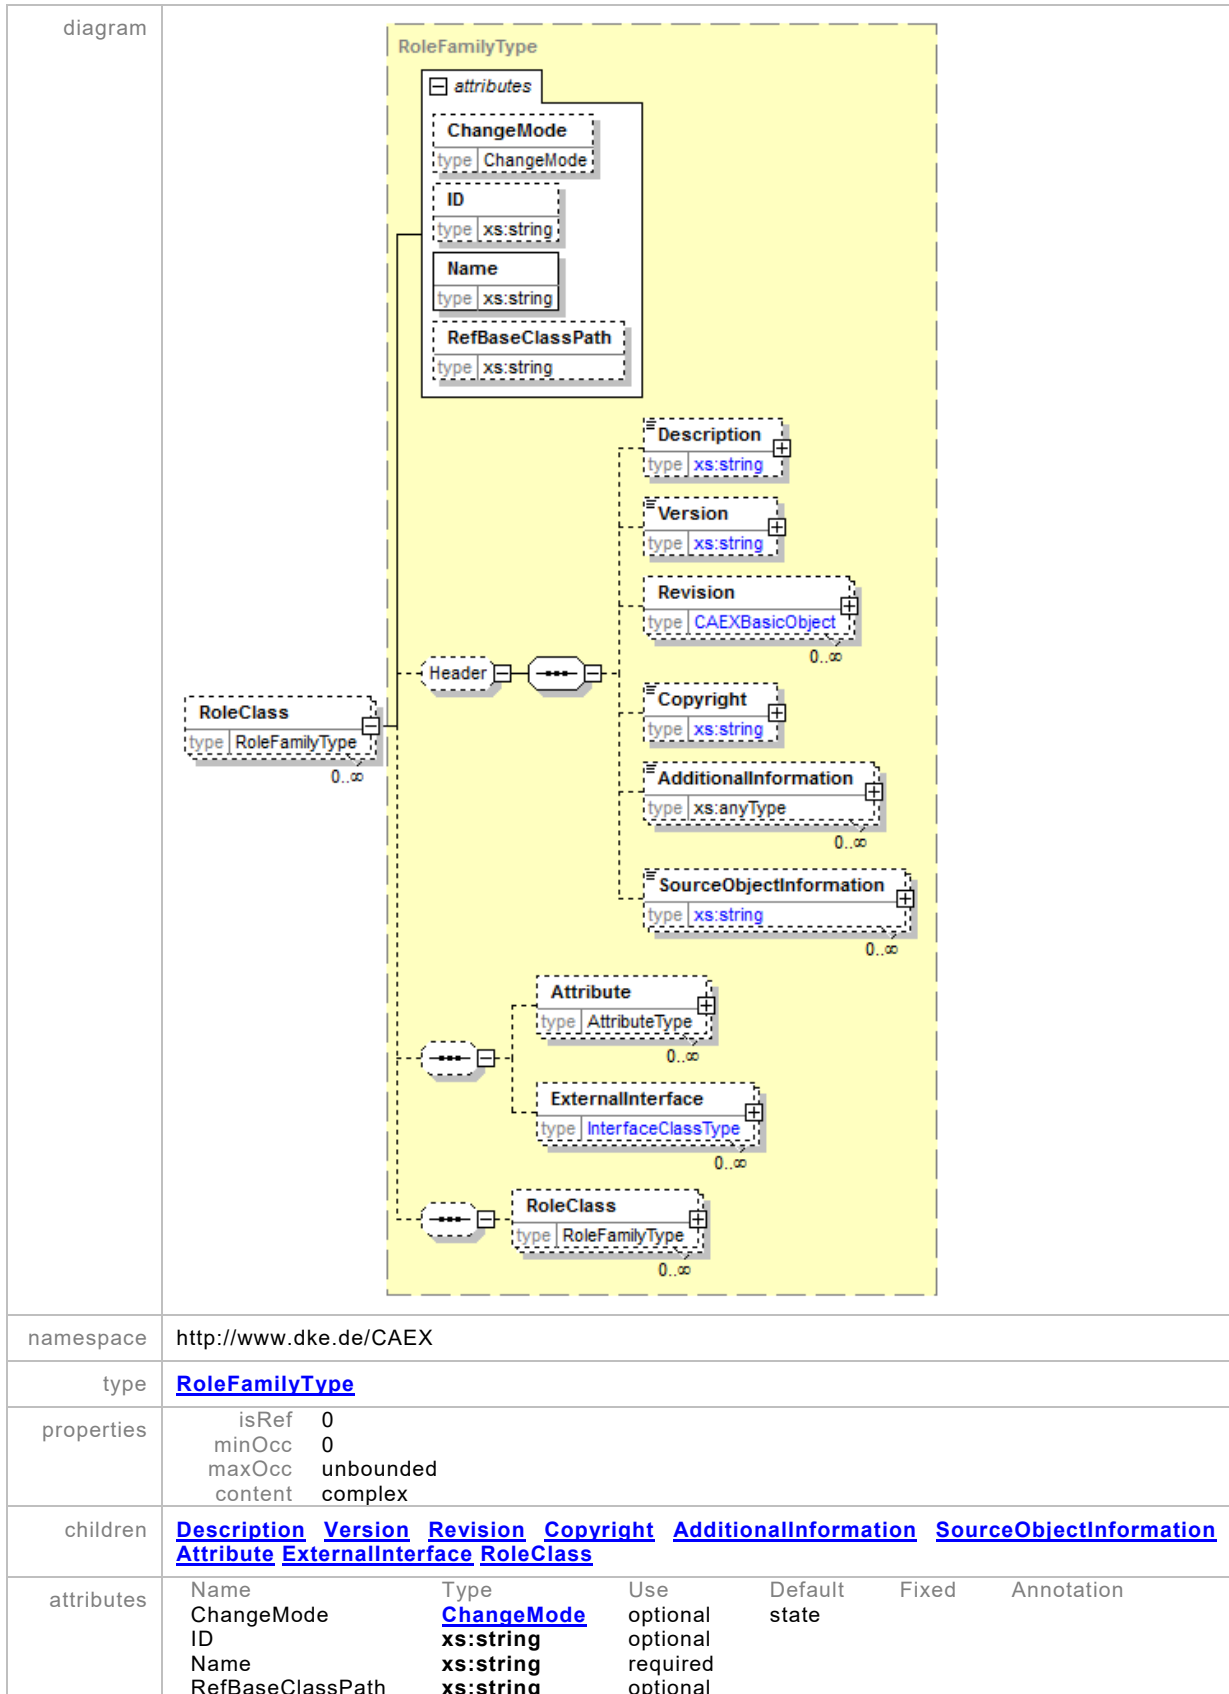 diagram
RoleFamilyType
attributes
ChangeMode
type ChangeMode
ID
type xs:string
Name
type xs:string
RefBaseClassPath
type xs:string
Description
type xs:string
Version
type xs:string
Revision
type CAEXBasicObject
0..∞
Header
Copyright
type xs:string
RoleClass
type RoleFamilyType
0..∞
AdditionalInformation
type xs:anyType
0..∞
SourceObjectInformation
type xs:string
0..∞
Attribute
type AttributeType
0..∞
ExternalInterface
type InterfaceClassType
0..∞
RoleClass
type RoleFamilyType
0..∞
namespace http://www.dke.de/CAEX
type RoleFamilyType
properties isRef 0
minOcc 0
maxOcc unbounded
content complex
children Description Version Revision Copyright AdditionalInformation SourceObjectInformation
Attribute ExternalInterface RoleClass
attributes Name Type Use Default Fixed Annotation
ChangeMode ChangeMode optional state
ID xs:string optional
Name xs:string required
RefBaseClassPath xs:string optional